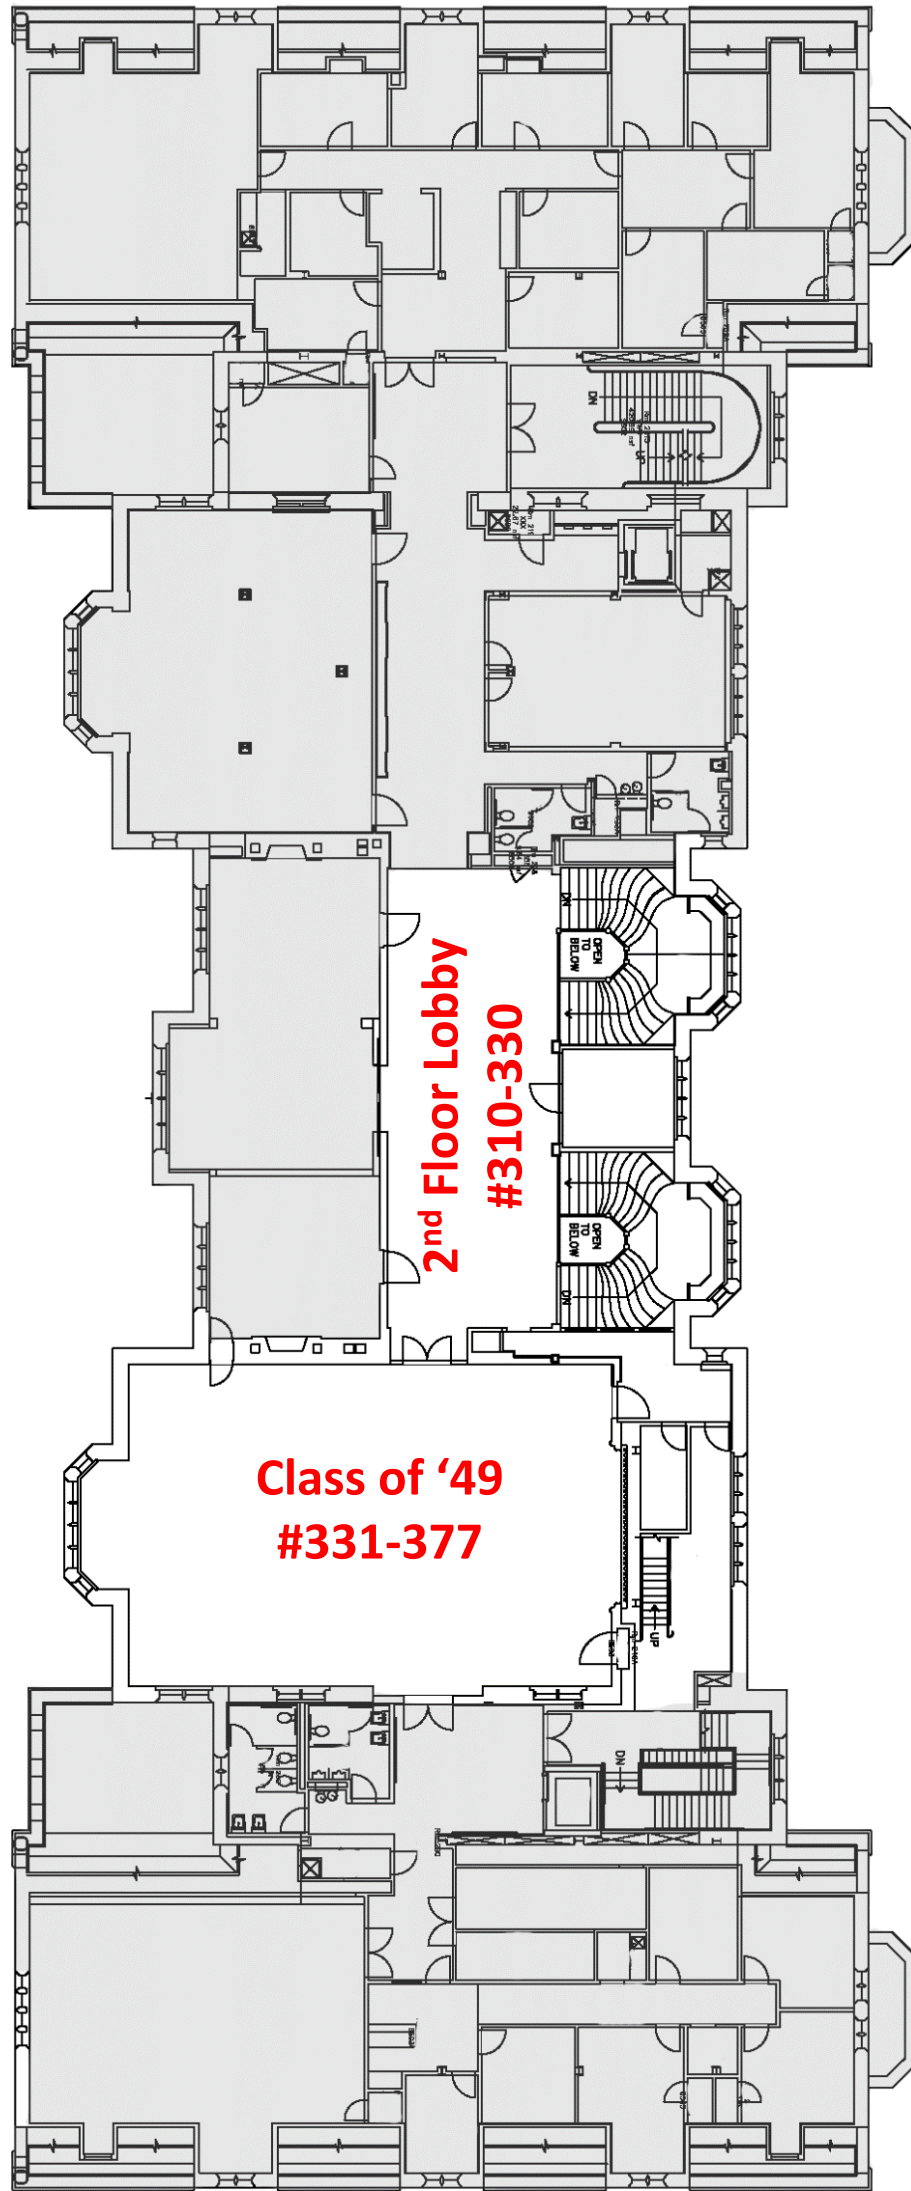 DN
UP
DN
OPEN
TO
BELOW
2nd Floor Lobby
#310-330
OPEN
TO
BELOW
DN
Class of ‘49
#331-377
UP
DN